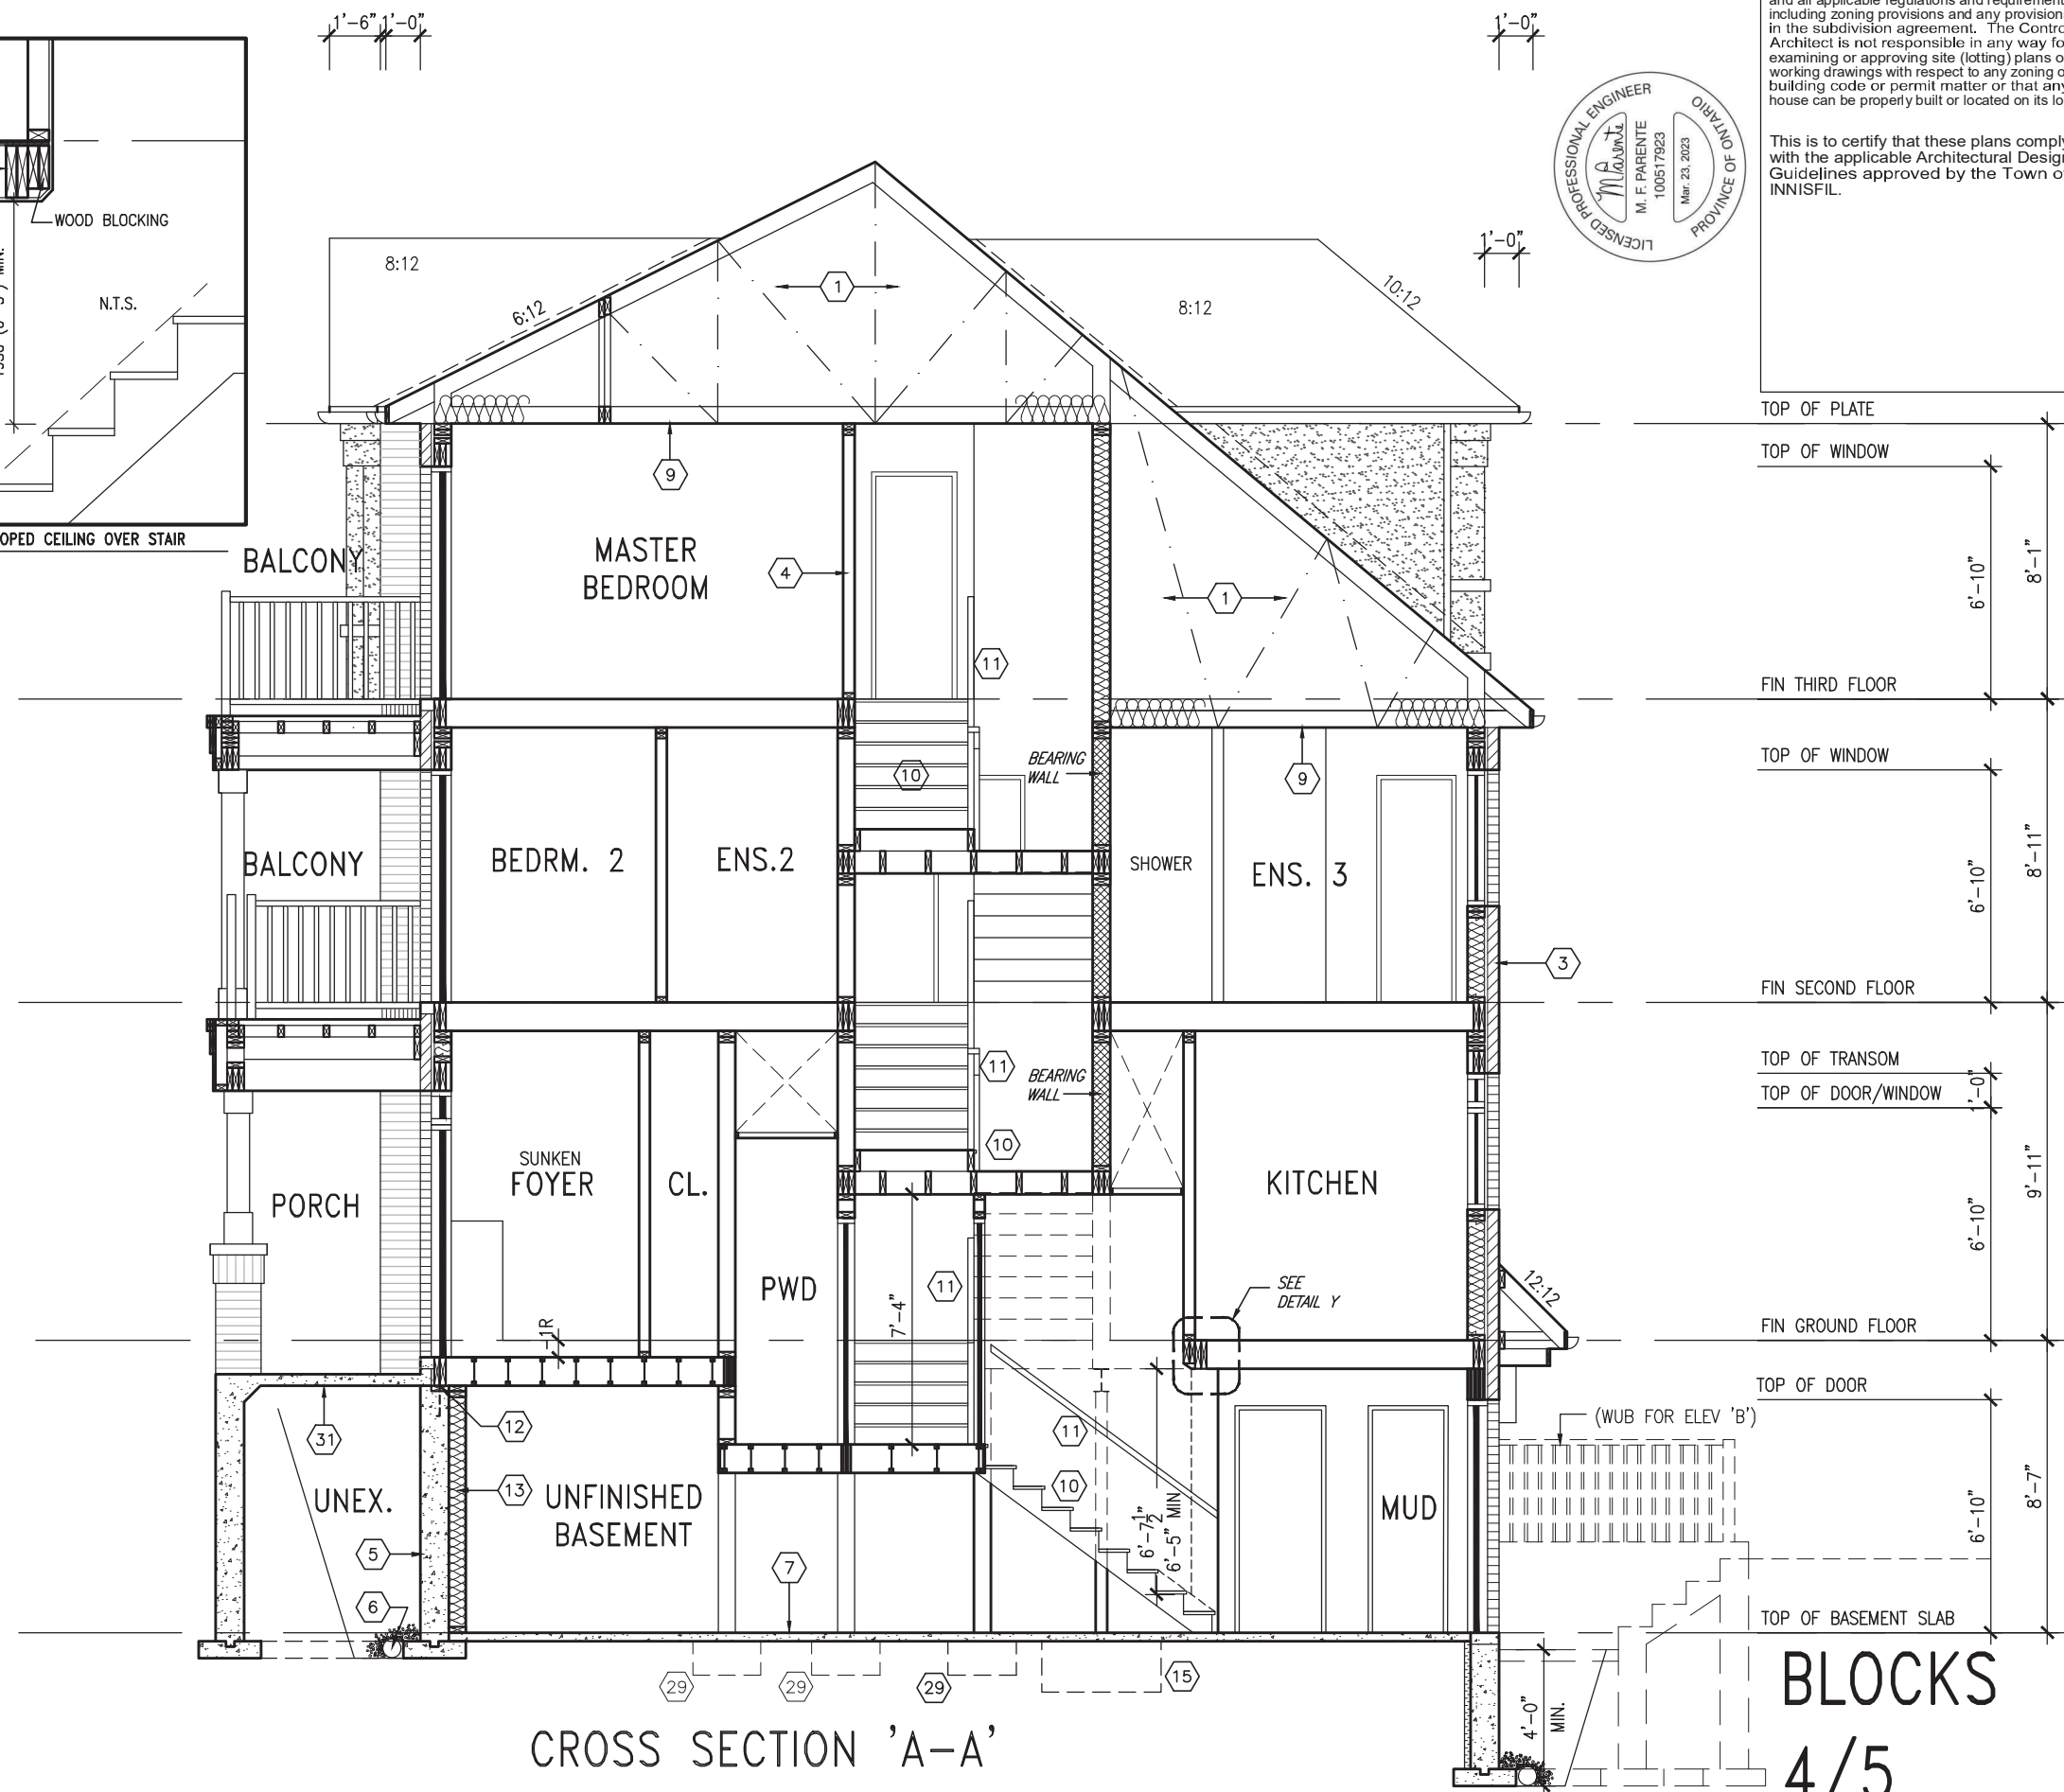 1'-6" 1'-0"
1'-0"
1'-0"
WOOD BLOCKING
MIN.
N.T.S.
OPED CEILING OVER STAIR
and all applicable regulations and requirement
including zoning provisions and any provision
in the subdivision agreement. The Contro
Architect is not responsible in any way fo
examining or approving site (lotting) plans o
working drawings with respect to any zoning o
building code or permit matter or that any
house can be properly built or located on its lo
This is to certify that these plans comply
with the applicable Architectural Design
Guidelines approved by the Town of
INNISFIL.
LICENSED PROFESSIONAL ENGINEER
M. F. PARENTE
100517923
Mar. 23, 2023
PROVINCE OF ONTARIO
8:12
6:12
1
8:12
10:12
9
BALCONY
MASTER
BEDROOM
4
1
11
BALCONY
BEDRM. 2
ENS.2
10
BEARING
WALL
SHOWER
9
ENS. 3
3
11
BEARING
WALL
10
PORCH
SUNKEN
FOYER
CL.
PWD
KITCHEN
7'-4"
11
SEE
DETAIL Y
12:12
-1R
31
12
UNEX.
13
UNFINISHED
BASEMENT
5
6
7
11
10
6'-7 1/2"
6'-5" MIN
MUD
(WUB FOR ELEV 'B')
29
29
29
15
4'-0"
MIN.
TOP OF PLATE
TOP OF WINDOW
6'-10"
8'-1"
FIN THIRD FLOOR
TOP OF WINDOW
6'-10"
8'-11"
FIN SECOND FLOOR
TOP OF TRANSOM
1'-0"
TOP OF DOOR/WINDOW
6'-10"
9'-11"
FIN GROUND FLOOR
TOP OF DOOR
6'-10"
8'-7"
TOP OF BASEMENT SLAB
CROSS SECTION 'A-A'
BLOCKS
4/5